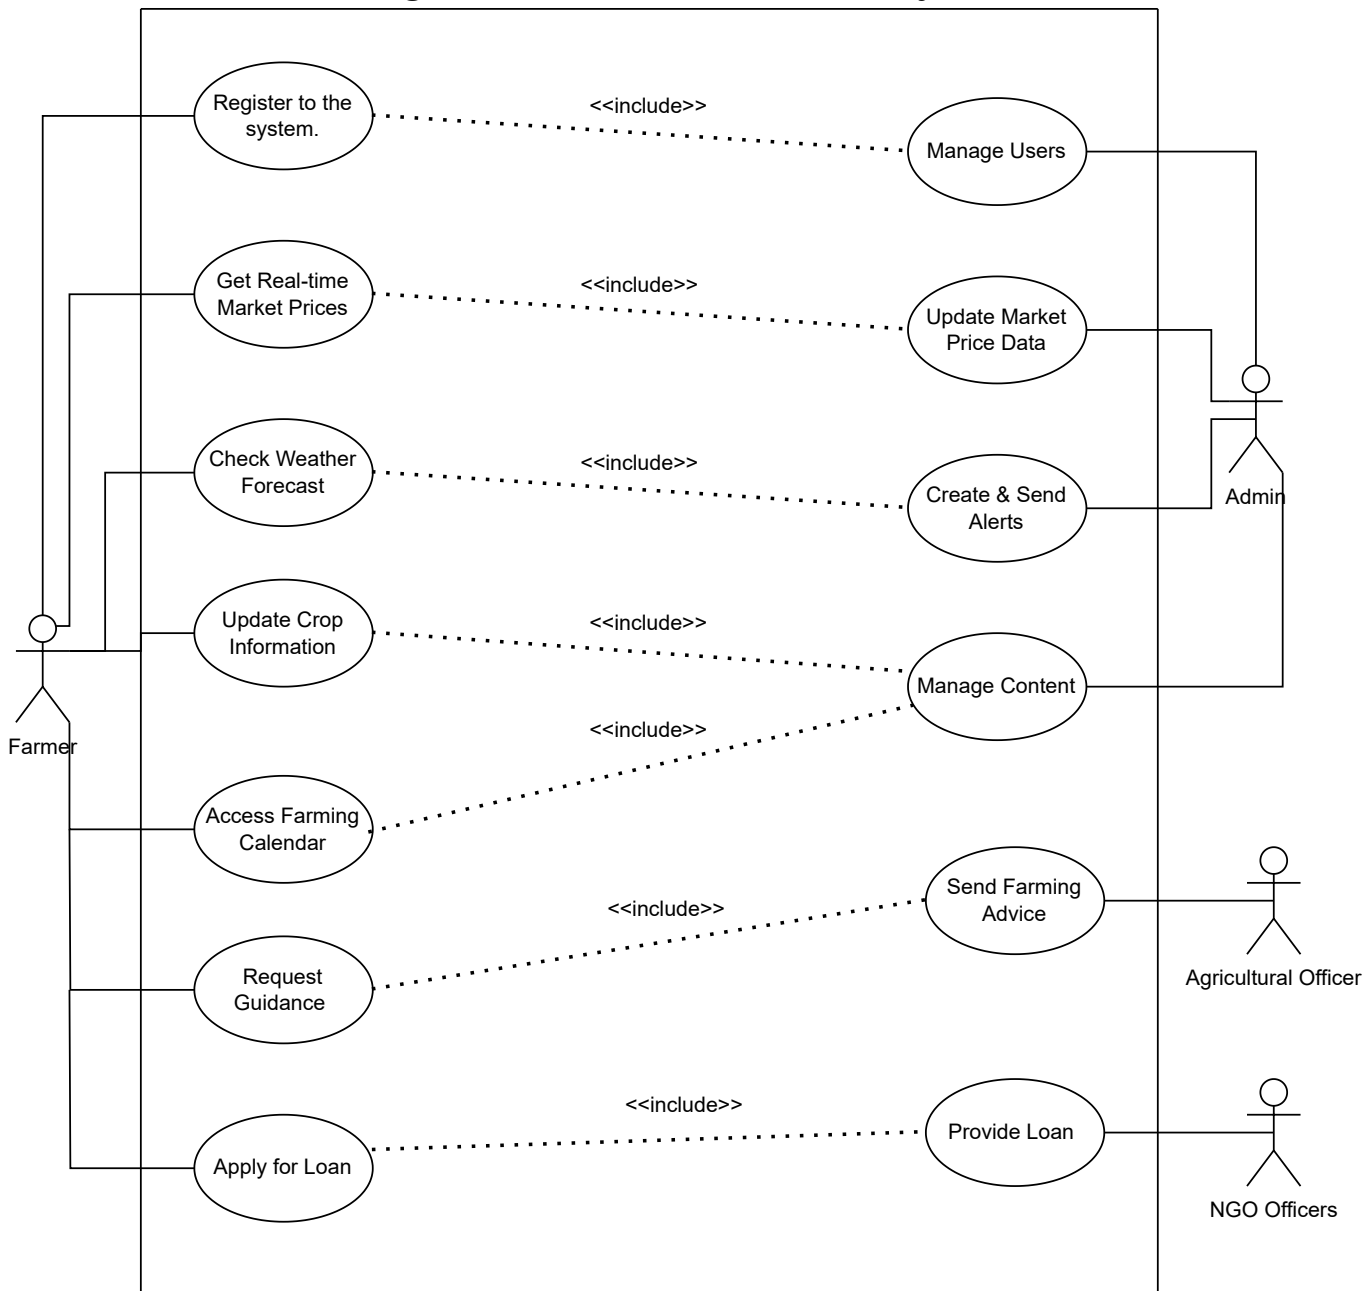 Register to the
system.
<<include>>
Manage Users
Get Real-time
Market Prices
<<include>>
Update Market
Price Data
Check Weather
Forecast
<<include>>
Create & Send
Alerts
Admin
Update Crop
Information
<<include>>
Manage Content
Farmer
<<include>>
Access Farming
Calendar
Send Farming
Advice
<<include>>
Agricultural Officer
Request
Guidance
<<include>>
Provide Loan
Apply for Loan
NGO Officers